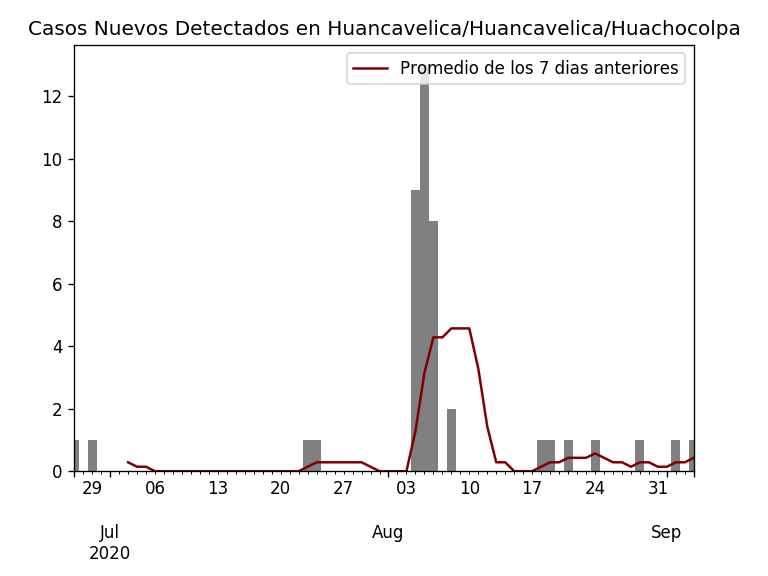 Casos Nuevos Detectados en Huancavelica/Huancavelica/Huachocolpa
Promedio de los 7 dias anteriores
12
10
8
6
4
2
0
29 06 13 20 27 03 10 17 24 31
Jul Aug Sep
2020